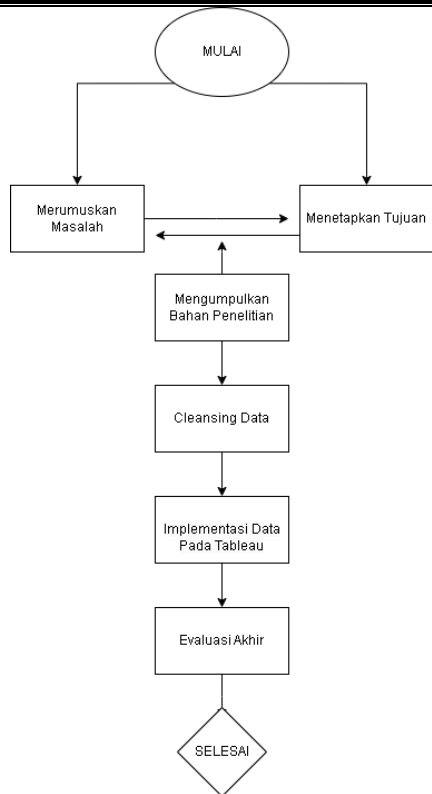 MULAI
Merumuskan
Masalah
Menetapkan Tujuan
Mengumpulkan
Bahan Penelitian
Cleansing Data
Implementasi Data
Pada Tableau
Evaluasi Akhir
SELESAI